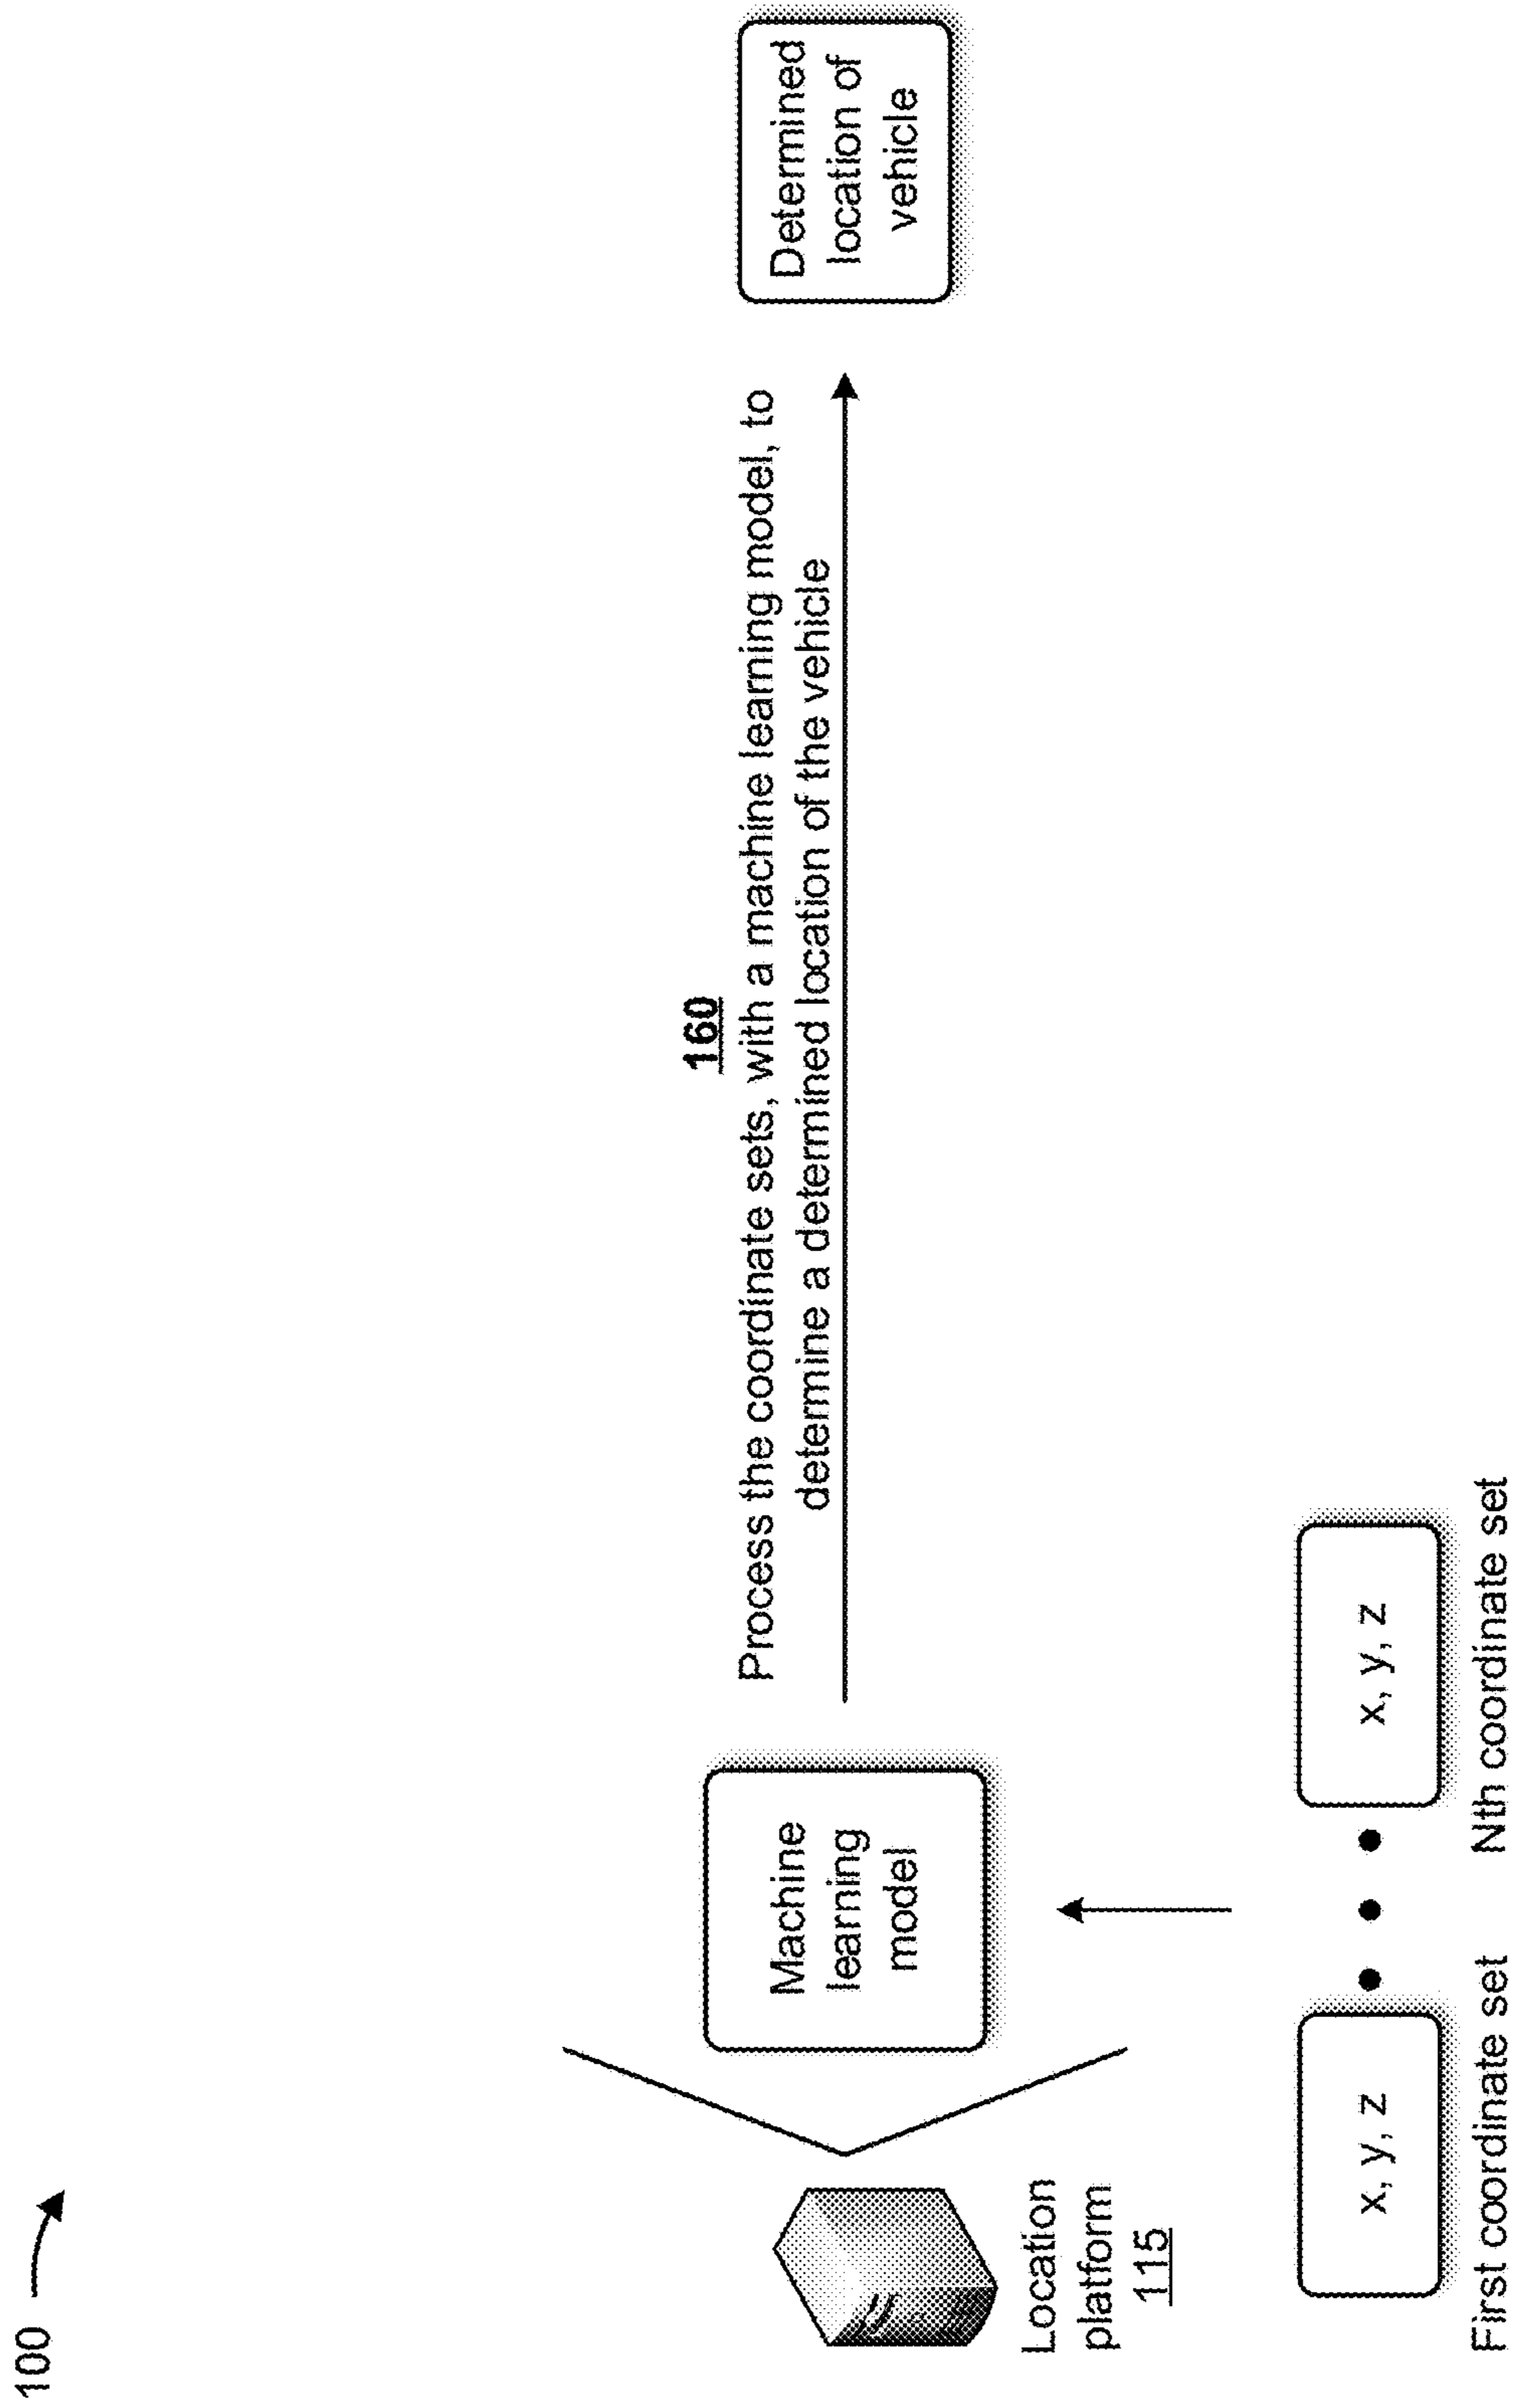 100
160
Process the coordinate sets, with a machine learning model, to
determine a determined location of the vehicle
Determined
location of
vehicle
Machine
learning
model
Location
platform
115
x, y, z
x, y, z
First coordinate set
Nth coordinate set